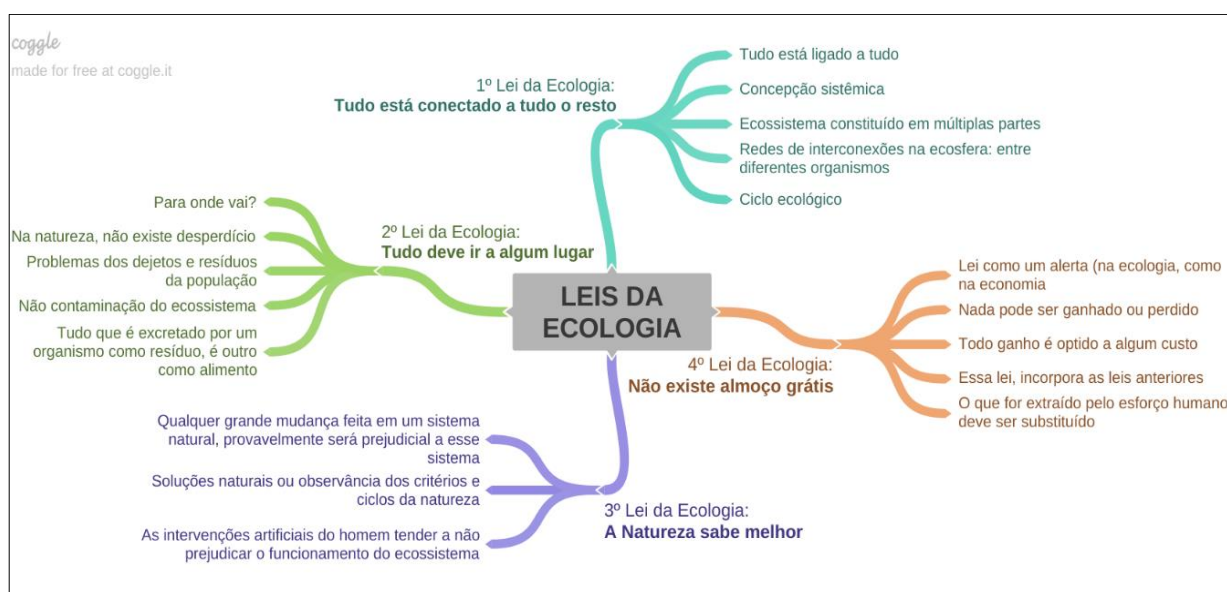 coggle
made for free at coggle.it
1º Lei da Ecologia:
Tudo está conectado a tudo o resto
Tudo está ligado a tudo
Concepção sistêmica
Ecossistema constituído em múltiplas partes
Redes de interconexões na ecosfera: entre
diferentes organismos
Ciclo ecológico
2º Lei da Ecologia:
Tudo deve ir a algum lugar
Para onde vai?
Na natureza, não existe desperdício
Problemas dos dejetos e resíduos
da população
Não contaminação do ecossistema
Tudo que é excretado por um
organismo como resíduo, é outro
como alimento
LEIS DA
ECOLOGIA
4º Lei da Ecologia:
Não existe almoço grátis
Lei como um alerta (na ecologia, como
na economia
Nada pode ser ganhado ou perdido
Todo ganho é optido a algum custo
Essa lei, incorpora as leis anteriores
O que for extraído pelo esforço humano
deve ser substituído
3º Lei da Ecologia:
A Natureza sabe melhor
Qualquer grande mudança feita em um sistema
natural, provavelmente será prejudicial a esse
sistema
Soluções naturais ou observância dos critérios e
ciclos da natureza
As intervenções artificiais do homem tender a não
prejudicar o funcionamento do ecossistema